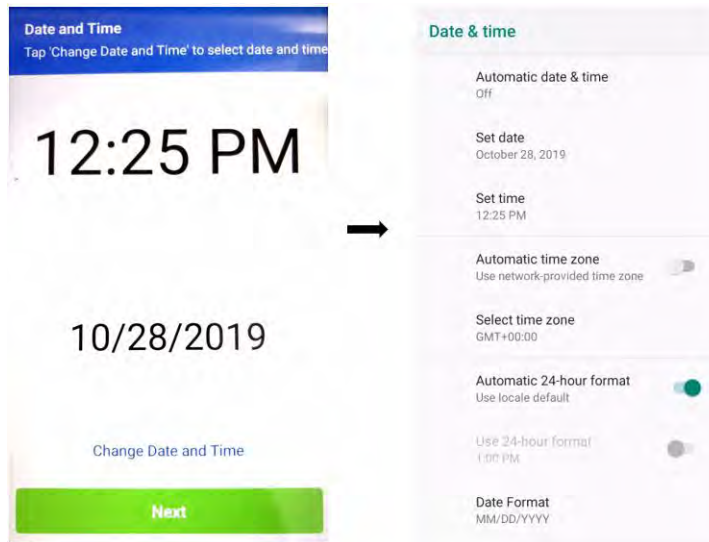 Date and Time
Tap 'Change Date and Time' to select date and time
12:25 PM
10/28/2019
Change Date and Time
Next
Date & time
Automatic date & time
Off
Set date
October 28, 2019
Set time
12:25 PM
Automatic time zone
Use network-provided time zone
Select time zone
GMT+00:00
Automatic 24-hour format
Use locale default
Use 24-hour format
1:00 PM
Date Format
MM/DD/YYYY